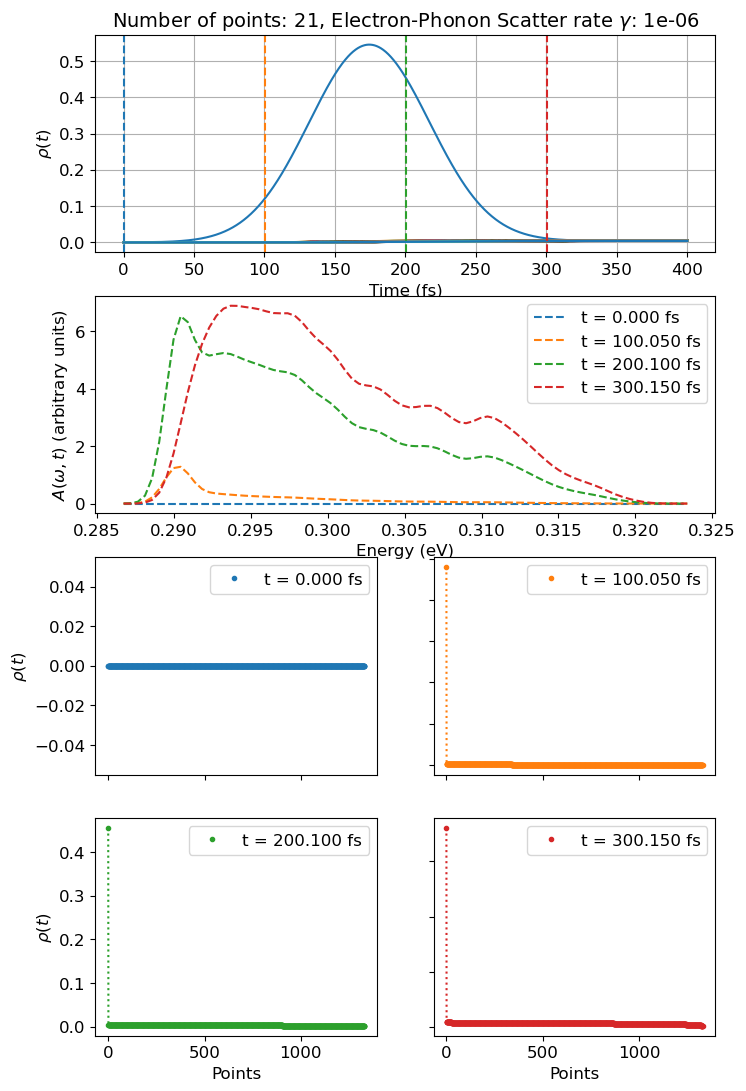 Number of points: 21, Electron-Phonon Scatter rate γ: 1e-06
0.5
0.4
0.3
0.2
0.1
0.0
ρ(t)
0 50 100 150 200 250 300 350 400
Time (fs)
6
4
2
0
A(ω, t) (arbitrary units)
t = 0.000 fs
t = 100.050 fs
t = 200.100 fs
t = 300.150 fs
0.285 0.290 0.295 0.300 0.305 0.310 0.315 0.320 0.325
Energy (eV)
0.04
0.02
0.00
−0.02
−0.04
ρ(t)
t = 0.000 fs
t = 100.050 fs
0.4
0.3
0.2
0.1
0.0
ρ(t)
t = 200.100 fs
0 500 1000
Points
t = 300.150 fs
0 500 1000
Points